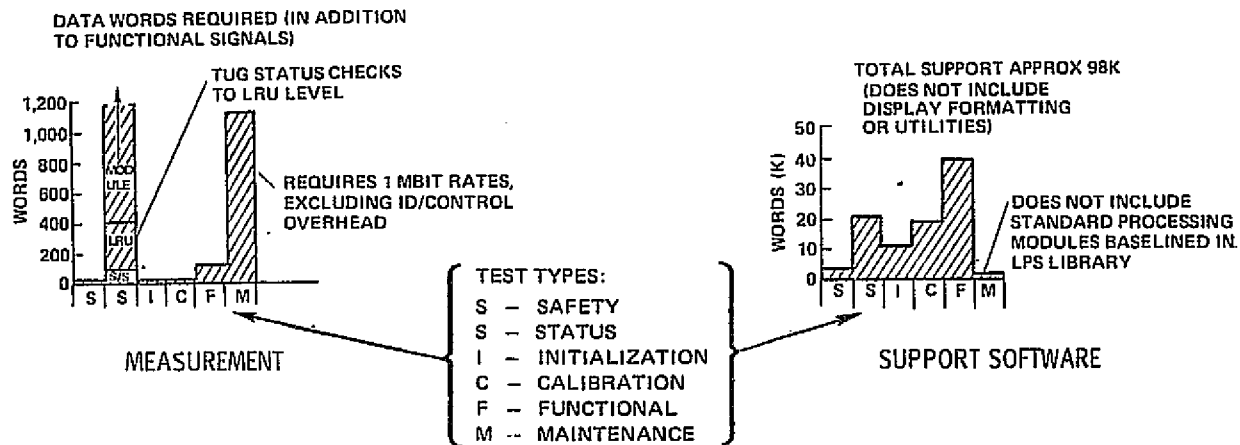 DATA WORDS REQUIRED (IN ADDITION
TO FUNCTIONAL SIGNALS)
TUG STATUS CHECKS
TO LRU LEVEL
1,200
1,000
800
600
400
200
0
WORDS
MOD
ULE
LRU
S/S
S S I C F M
REQUIRES 1 MBIT RATES,
EXCLUDING ID/CONTROL
OVERHEAD
MEASUREMENT
TEST TYPES:
S – SAFETY
S – STATUS
I – INITIALIZATION
C – CALIBRATION
F – FUNCTIONAL
M -- MAINTENANCE
TOTAL SUPPORT APPROX 98K
(DOES NOT INCLUDE
DISPLAY FORMATTING
OR UTILITIES)
50
40
30
20
10
0
WORDS (K)
S S I C F M
DOES NOT INCLUDE
STANDARD PROCESSING
MODULES BASELINED IN
LPS LIBRARY
SUPPORT SOFTWARE